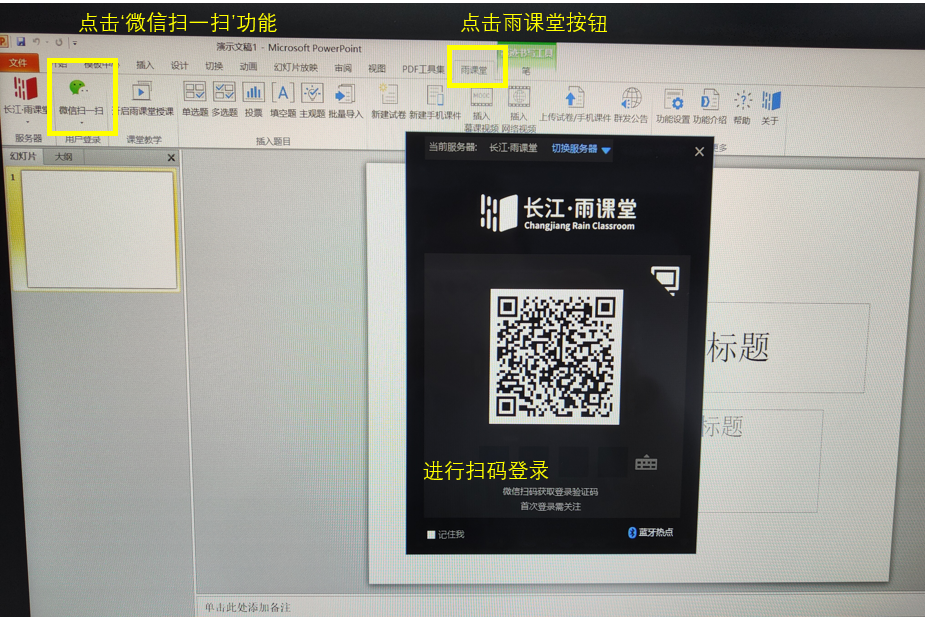 点击‘微信扫一扫’功能
点击雨课堂按钮
演示文稿1 - Microsoft PowerPoint
文件 插入 设计 切换 动画 幻灯片放映 审阅 视图 PDF工具集 雨课堂 笔
长江·雨课堂 微信扫一扫 开启雨课堂授课 单选题 多选题 投票 填空题 主观题 批量导入 新建试卷 新建手机课件 插入 慕课视频 插入 网络视频 上传试卷/手机课件 群发公告 功能设置 功能介绍 帮助 关于
服务器 用户登录 课堂教学 插入题目
幻灯片 大纲
1
当前服务器: 长江·雨课堂 切换服务器
长江·雨课堂
Changjiang Rain Classroom
标题
标题
进行扫码登录
微信扫码获取登录验证码
首次登录需关注
记住我 蓝牙热点
单击此处添加备注